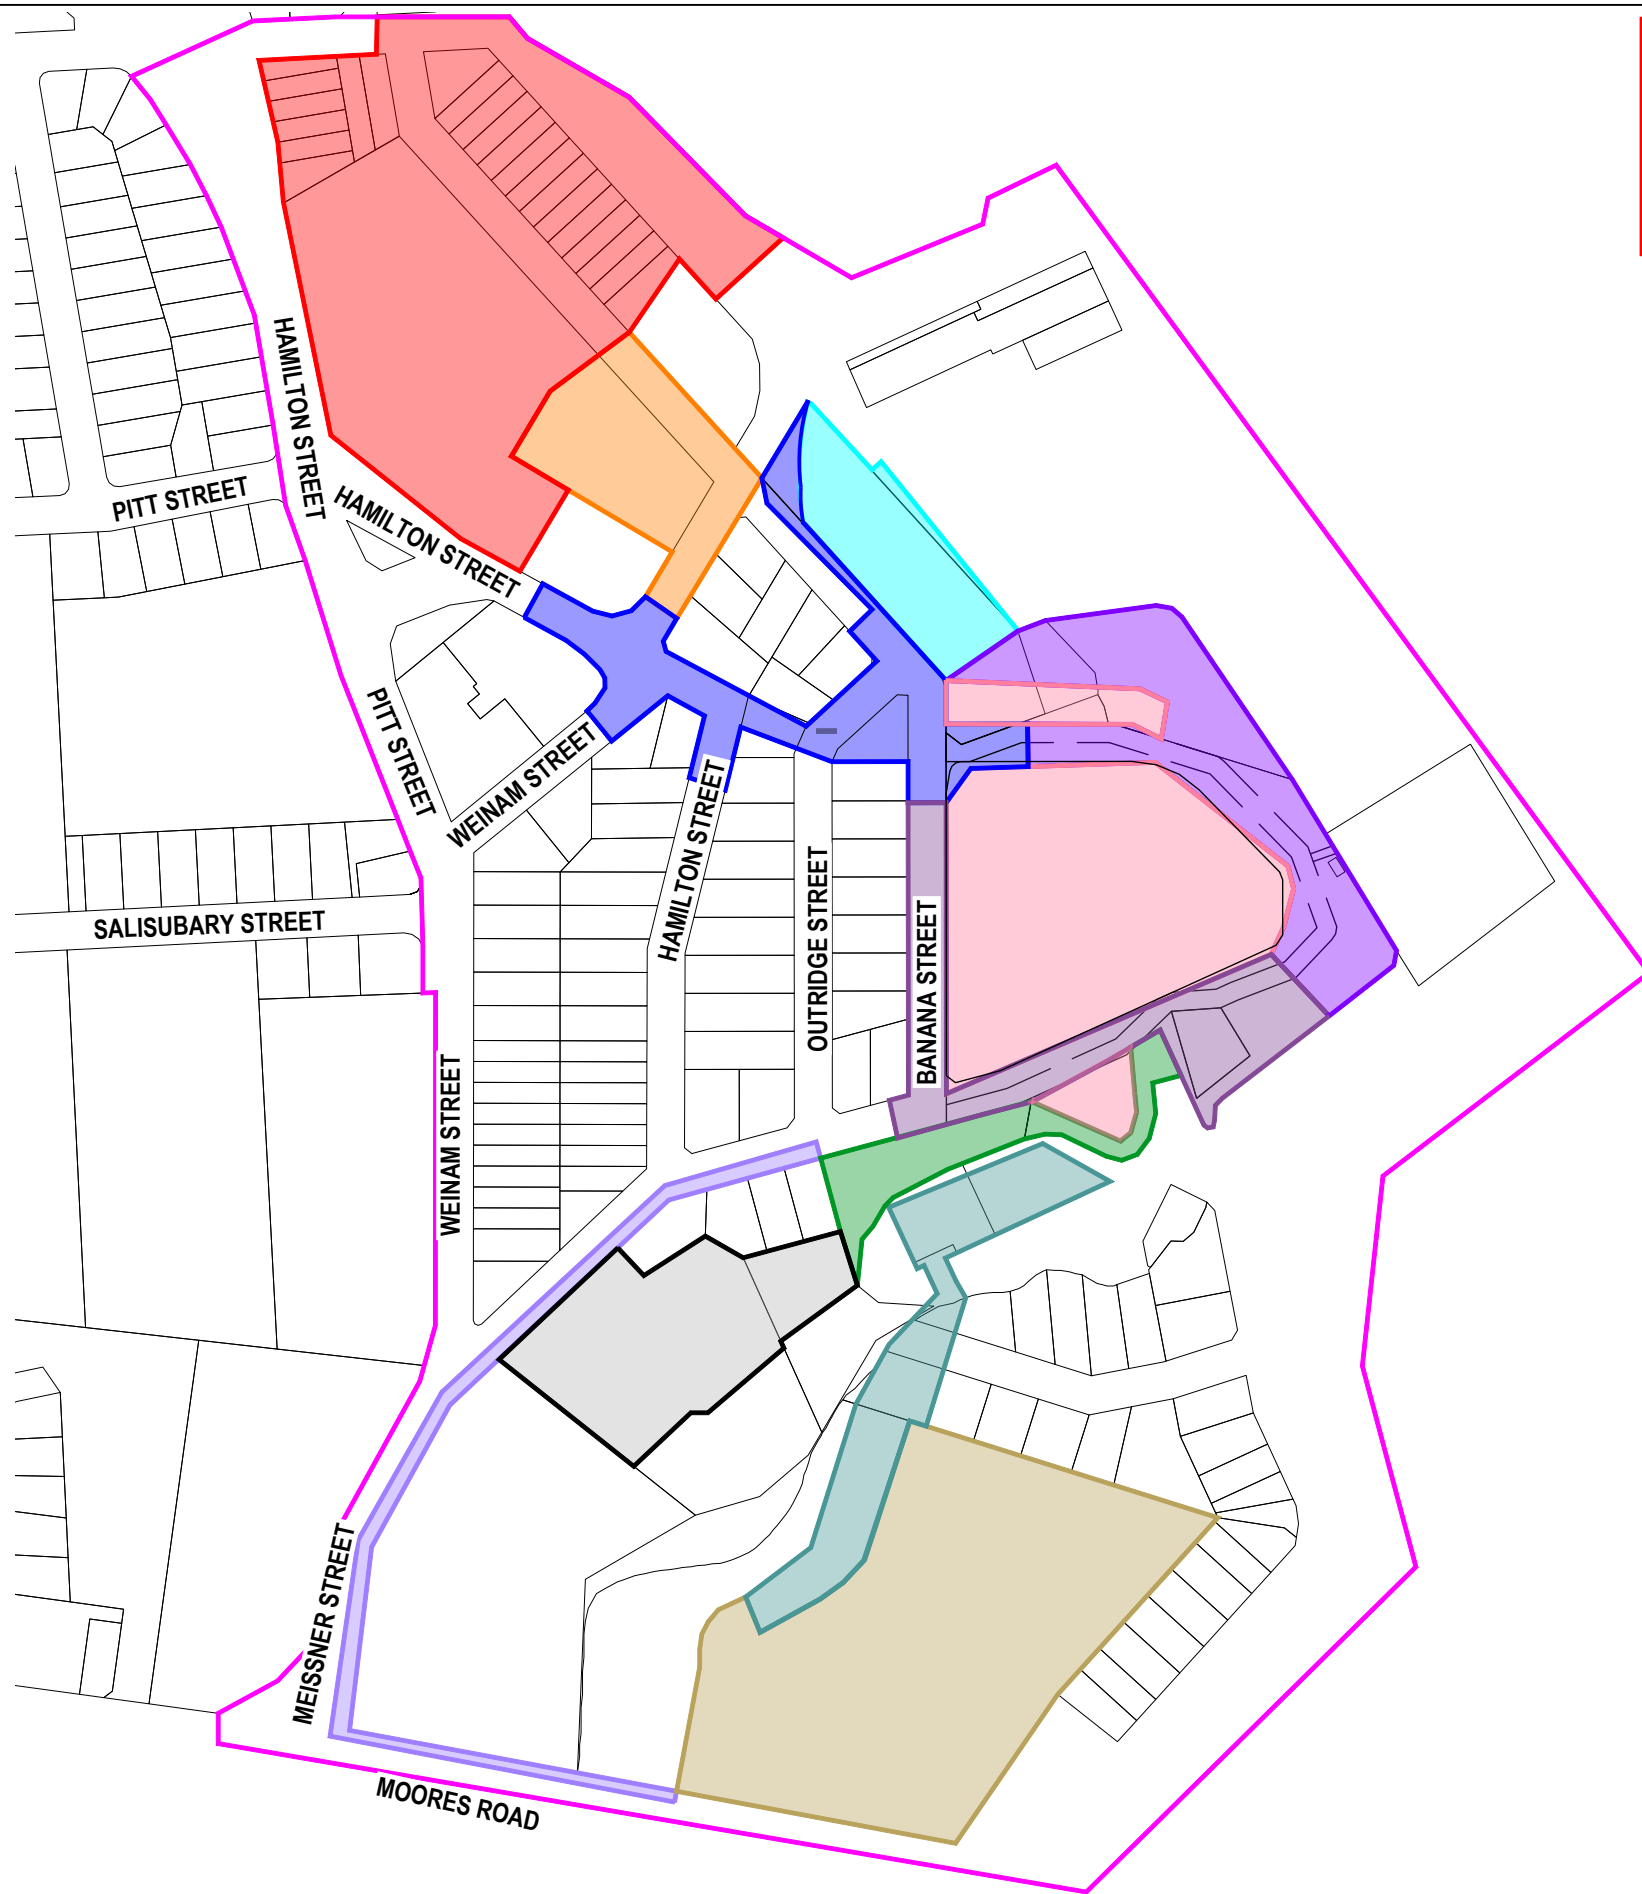 HAMILTON STREET
PITT STREET
HAMILTON STREET
PITT STREET
WEINAM STREET
HAMILTON STREET
SALISUBARY STREET
OUTRIDGE STREET
BANANA STREET
WEINAM STREET
MEISSNER STREET
MOORES ROAD